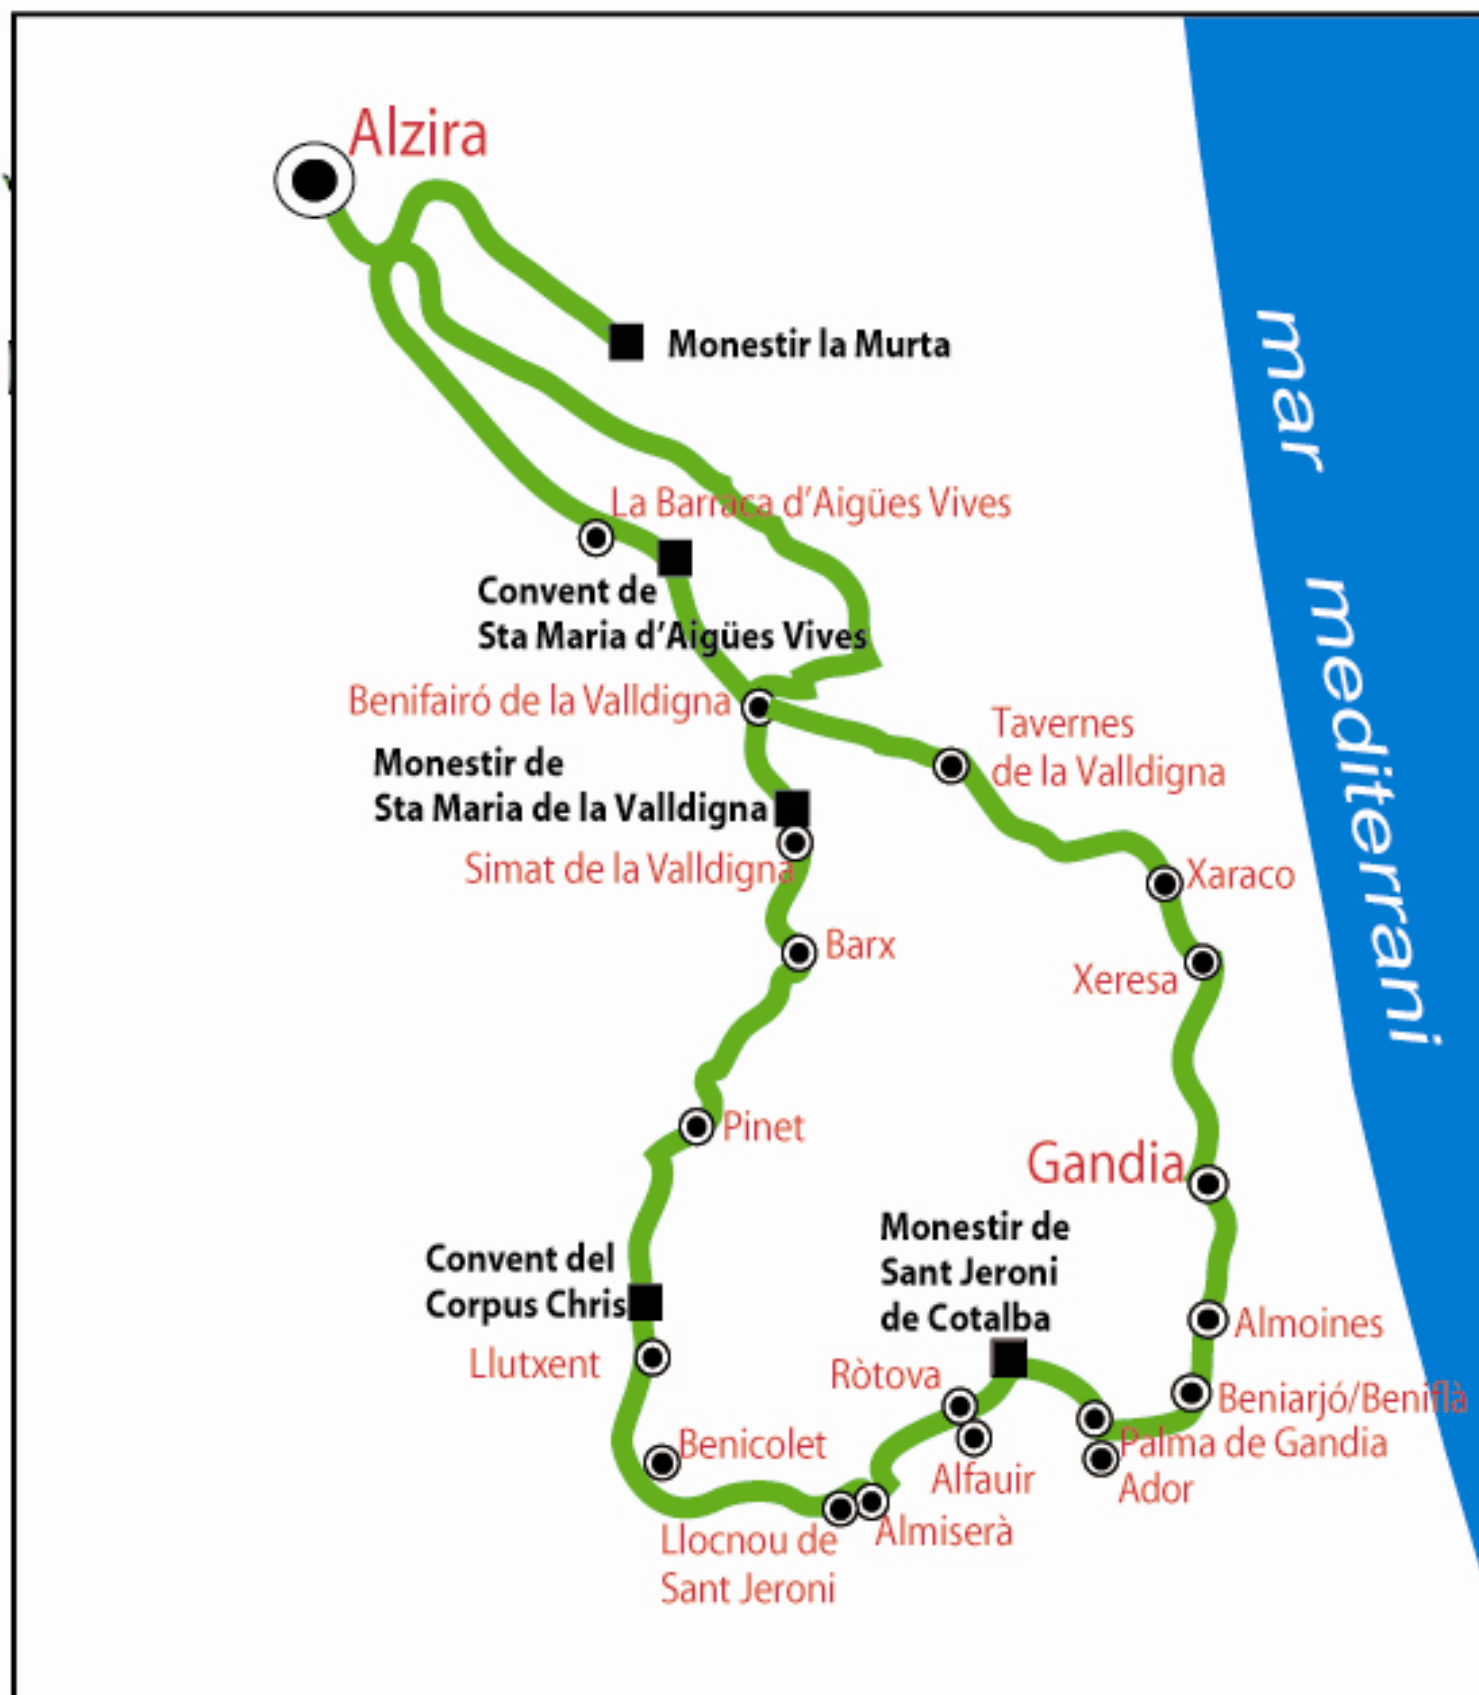 Alzira
Monestir la Murta
mar mediterrani
La Barraca d'Aigües Vives
Convent de
Sta Maria d'Aigües Vives
Benifairó de la Valldigna
Tavernes
de la Valldigna
Monestir de
Sta Maria de la Valldigna
Simat de la Valldigna
Xaraco
Barx
Xeresa
Pinet
Gandia
Monestir de
Sant Jeroni
de Cotalba
Convent del
Corpus Chris
Llutxent
Almoines
Ròtova
Beniarjó/Beniflà
Palma de Gandia
Ador
Benicolet
Alfauir
Almiserà
Llocnou de
Sant Jeroni